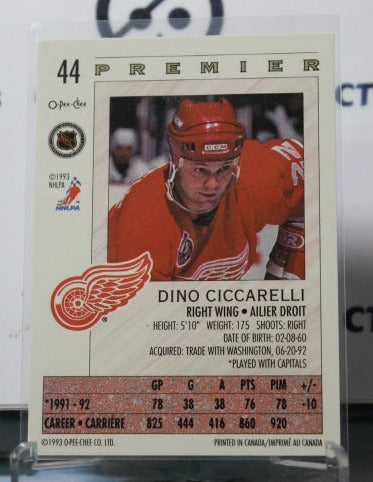 44 PREMIER
O-Pee-Chee
NHL
©1993
NHLPA
NHLPA
CCM
DINO CICCARELLI
RIGHT WING • AILIER DROIT
HEIGHT: 5'10" WEIGHT: 175 SHOOTS: RIGHT
DATE OF BIRTH: 02-08-60
ACQUIRED: TRADE WITH WASHINGTON, 06-20-92
*PLAYED WITH CAPITALS
GP G A PTS PIM +/-
*1991 - 92 78 38 38 76 78 -10
CAREER • CARRIÈRE 825 444 416 860 920
©1993 O-PEE-CHEE CO. LTD. PRINTED IN CANADA/IMPRIMÉ AU CANADA